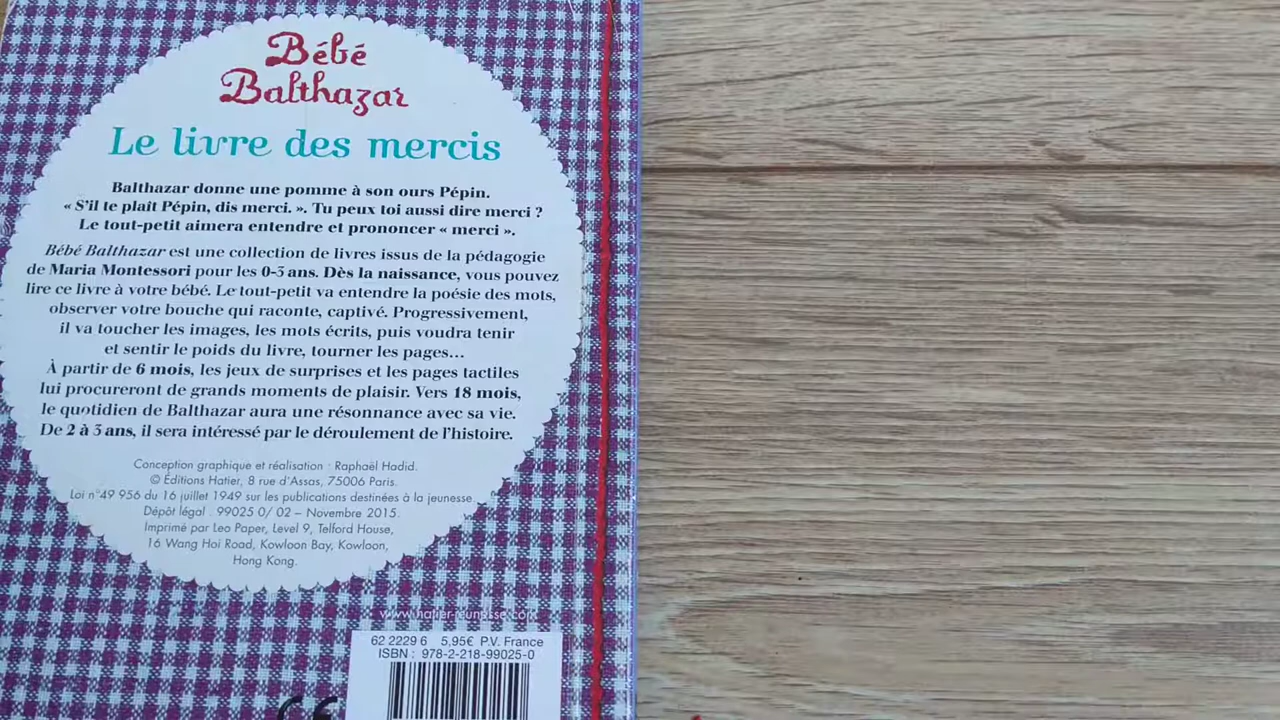 Bébé
Balthazar
Le livre des mercis
Balthazar donne une pomme à son ours Pépin.
« S'il te plaît Pépin, dis merci. ». Tu peux toi aussi dire merci ?
Le tout-petit aimera entendre et prononcer « merci ».
Bébé Balthazar est une collection de livres issus de la pédagogie
de Maria Montessori pour les 0-3 ans. Dès la naissance, vous pouvez
lire ce livre à votre bébé. Le tout-petit va entendre la poésie des mots,
observer votre bouche qui raconte, captivé. Progressivement,
il va toucher les images, les mots écrits, puis voudra tenir
et sentir le poids du livre, tourner les pages...
À partir de 6 mois, les jeux de surprises et les pages tactiles
lui procureront de grands moments de plaisir. Vers 18 mois,
le quotidien de Balthazar aura une résonnance avec sa vie.
De 2 à 3 ans, il sera intéressé par le déroulement de l'histoire.
Conception graphique et réalisation : Raphaël Hadid.
© Éditions Hatier, 8 rue d'Assas, 75006 Paris.
Loi n°49 956 du 16 juillet 1949 sur les publications destinées à la jeunesse.
Dépôt légal : 99025 0/ 02 – Novembre 2015.
Imprimé par Leo Paper, Level 9, Telford House,
16 Wang Hoi Road, Kowloon Bay, Kowloon,
Hong Kong.
62 2229 6 5,95€ P.V. France
ISBN : 978-2-218-99025-0
CE